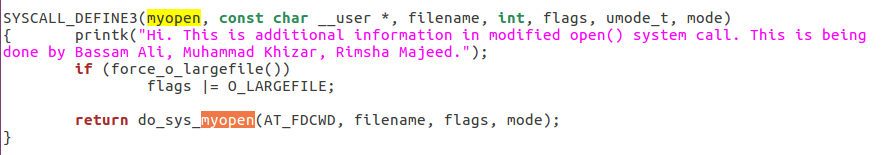 SYSCALL_DEFINE3(myopen, const char __user *, filename, int, flags, umode_t, mode)
{       printk("Hi. This is additional information in modified open() system call. This is being
done by Bassam Ali, Muhammad Khizar, Rimsha Majeed.");
        if (force_o_largefile())
                flags |= O_LARGEFILE;

        return do_sys_myopen(AT_FDCWD, filename, flags, mode);
}